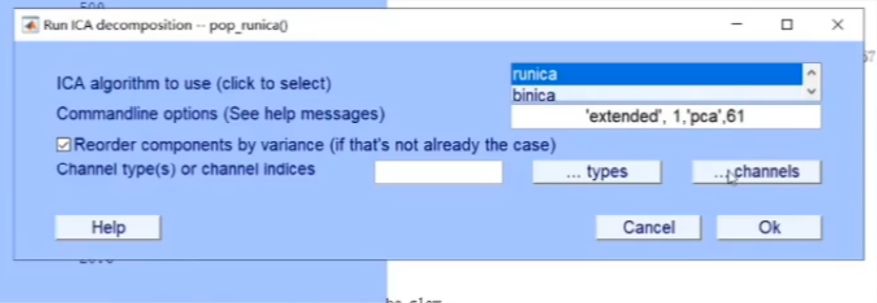 500
Run ICA decomposition -- pop_runica()
ICA algorithm to use (click to select)
runica
binica
Commandline options (See help messages)
'extended', 1,'pca',61
Reorder components by variance (if that's not already the case)
Channel type(s) or channel indices
... types
... channels
Help
Cancel
Ok